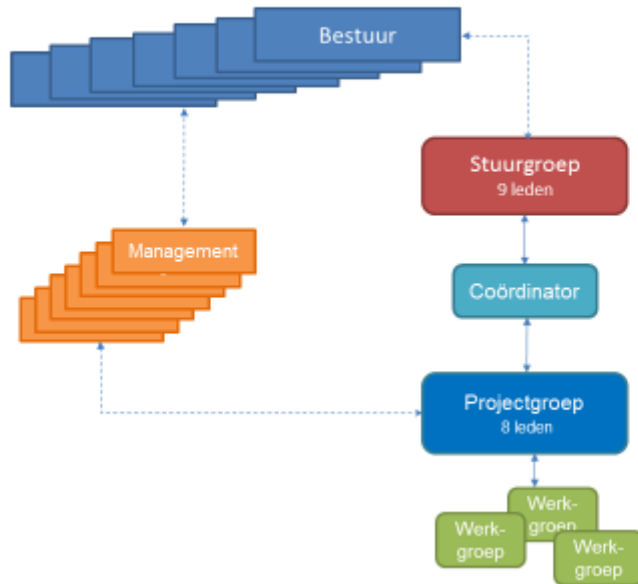 Bestuur
Stuurgroep
9 leden
Management
Coördinator
Projectgroep
8 leden
Werk-
groep
Werk-
groep
Werk-
groep